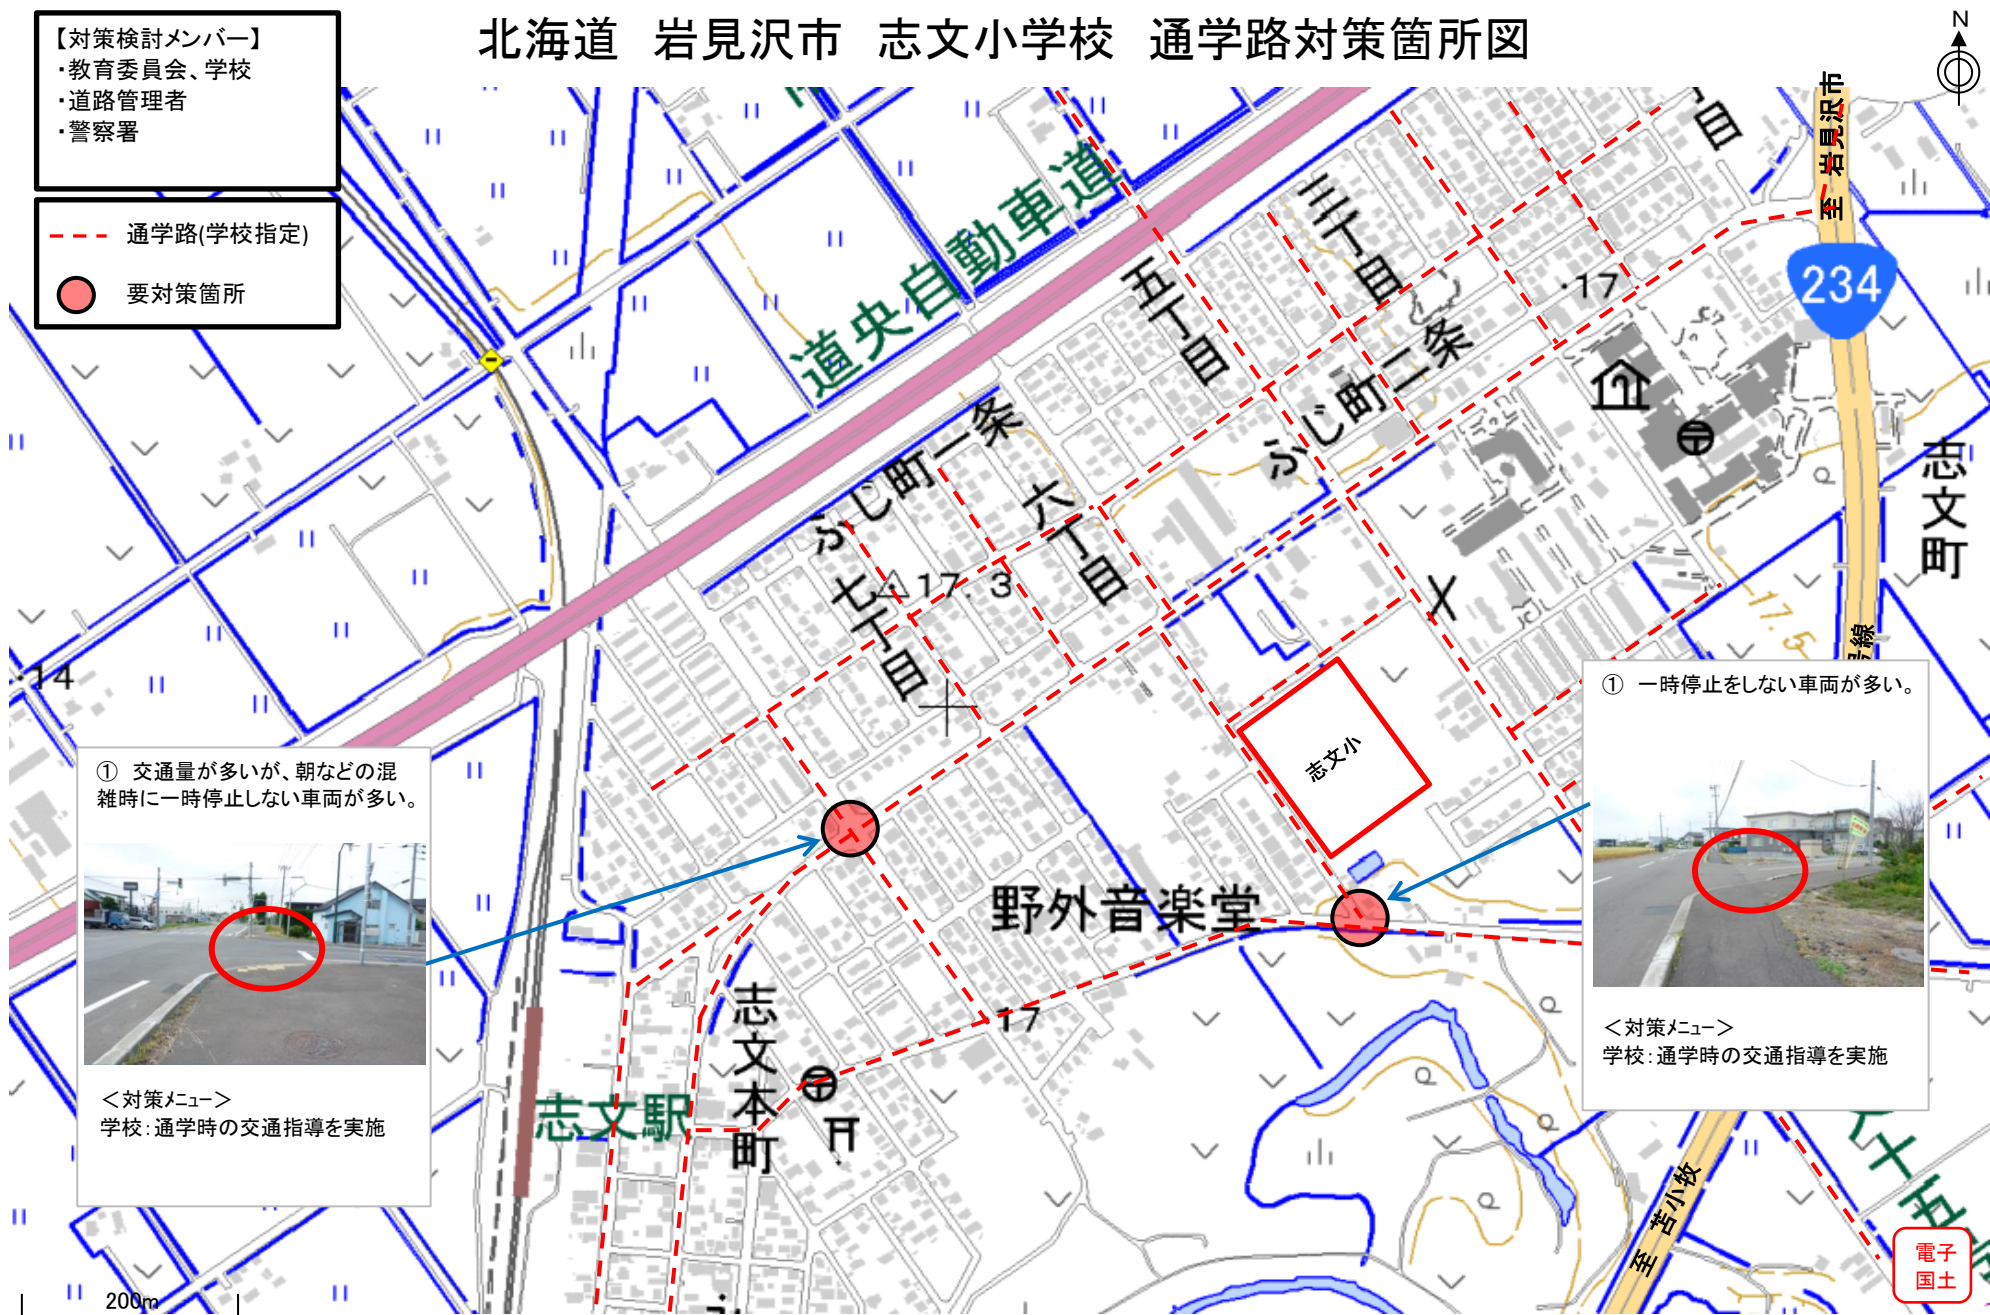 北海道　岩見沢市　志文小学校　通学路対策箇所図
【対策検討メンバー】
・教育委員会、学校
・道路管理者
・警察署
通学路(学校指定)
要対策箇所
N
至 岩見沢市
234
道央自動車道
三丁目
五丁目
丁目
・17
ふじ町二条
ふじ町一条
六丁目
七丁目
17.3
志文町
17.5
号線
・14
志文小
① 交通量が多いが、朝などの混
雑時に一時停止しない車両が多い。
＜対策メニュー＞
学校：通学時の交通指導を実施
① 一時停止をしない車両が多い。
＜対策メニュー＞
学校：通学時の交通指導を実施
野外音楽堂
・17
志文本町
志文駅
至 苫小牧
十五
電子
国土
200m